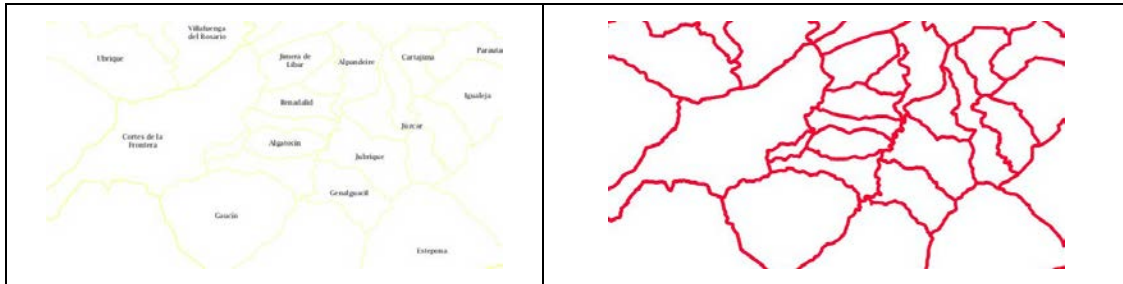 Villaluenga
del Rosario
Ubrique
Jimera de
Líbar
Alpandeire
Cartajima
Parauta
Igualeja
Benadalid
Cortes de la
Frontera
Algatocín
Júzcar
Jubrique
Genalguacil
Gaucín
Estepona